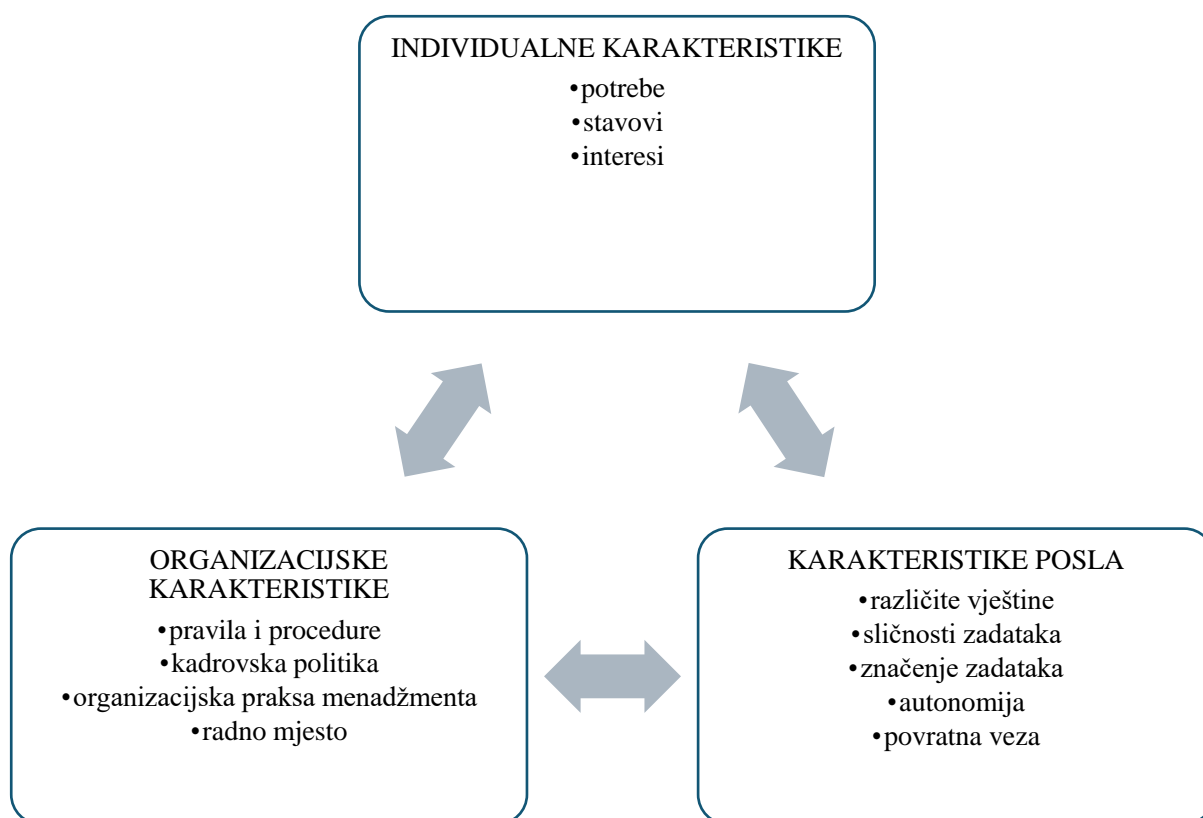 INDIVIDUALNE KARAKTERISTIKE
•potrebe
•stavovi
•interesi
ORGANIZACIJSKE
KARAKTERISTIKE
•pravila i procedure
•kadrovska politika
•organizacijska praksa menadžmenta
•radno mjesto
KARAKTERISTIKE POSLA
•različite vještine
•sličnosti zadataka
•značenje zadataka
•autonomija
•povratna veza